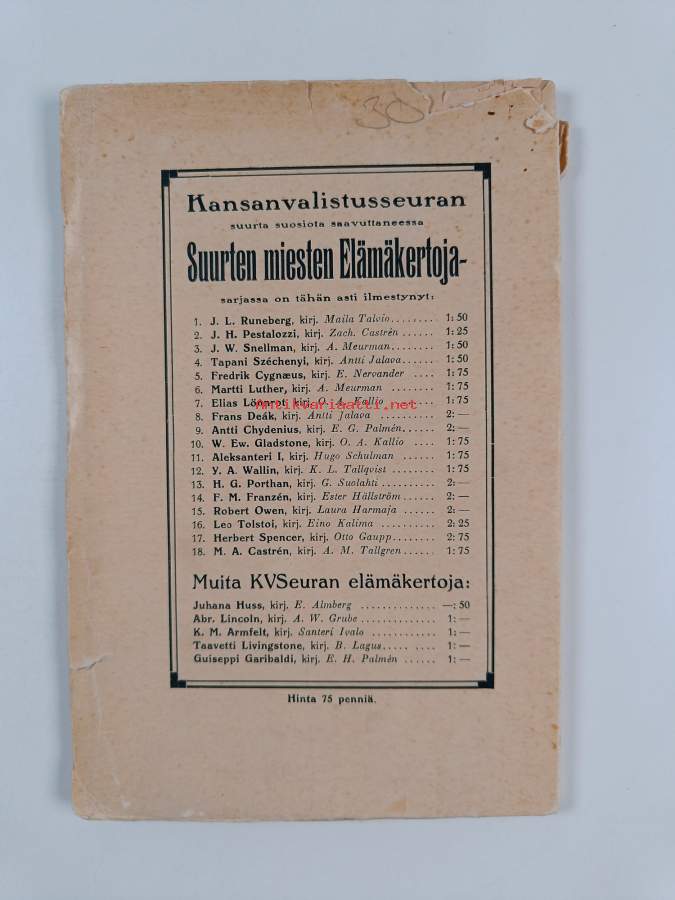 30
Kansanvalistusseuran
suurta suosiota saavuttaneessa
Suurten miesten Elämäkertoja-
sarjassa on tähän asti ilmestynyt:
1. J. L. Runeberg, kirj. Maila Talvio........ 1: 50
2. J. H. Pestalozzi, kirj. Zach. Castrén ...... 1: 25
3. J. W. Snellman, kirj. A. Meurman....... 1: 50
4. Tapani Széchenyi, kirj. Antti Jalava...... 1: 50
5. Fredrik Cygnæus, kirj. E. Nervander .... 1: 75
6. Martti Luther, kirj. A. Meurman ........ 1: 75
7. Elias Lönnrot, kirj. O. A. Kallio ........ 1: 75
Antikvariaatti.net
8. Frans Deák, kirj. Antti Jalava .......... 2: —
9. Antti Chydenius, kirj. E. G. Palmén...... 2: —
10. W. Ew. Gladstone, kirj. O. A. Kallio .... 1: 75
11. Aleksanteri I, kirj. Hugo Schulman ...... 1: 75
12. Y. A. Wallin, kirj. K. L. Tallqvist ........ 1: 75
13. H. G. Porthan, kirj. G. Suolahti.......... 2: —
14. F. M. Franzén, kirj. Ester Hällström...... 2: —
15. Robert Owen, kirj. Laura Harmaja ...... 2: —
16. Leo Tolstoi, kirj. Eino Kalima .......... 2: 25
17. Herbert Spencer, kirj. Otto Gaupp........ 2: 75
18. M. A. Castrén, kirj. A. M. Tallgren...... 1: 75
Muita KVSeuran elämäkertoja:
Juhana Huss, kirj. E. Almberg .............. —: 50
Abr. Lincoln, kirj. A. W. Grube.............. 1: —
K. M. Armfelt, kirj. Santeri Ivalo ............ 1: —
Taavetti Livingstone, kirj. B. Lagus..... .... 1: —
Guiseppi Garibaldi, kirj. E. H. Palmén ...... 1: —
Hinta 75 penniä.